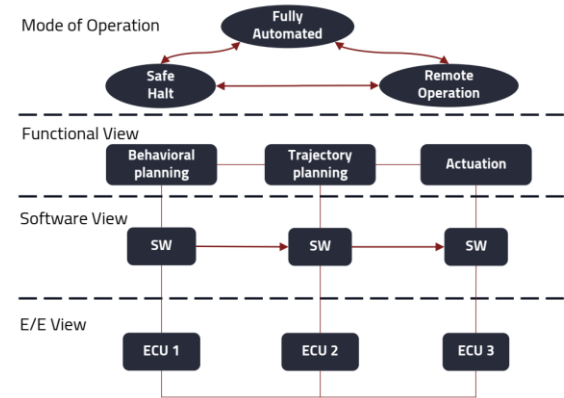 Mode of Operation
Fully
Automated
Safe
Halt
Remote
Operation
Functional View
Behavioral
planning
Trajectory
planning
Actuation
Software View
SW
SW
SW
E/E View
ECU 1
ECU 2
ECU 3